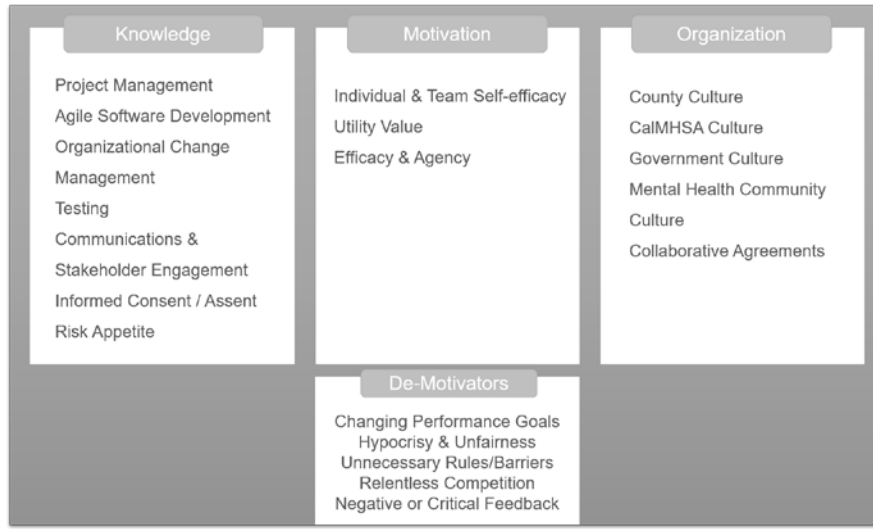 Knowledge
Project Management
Agile Software Development
Organizational Change
Management
Testing
Communications &
Stakeholder Engagement
Informed Consent / Assent
Risk Appetite
Motivation
Individual & Team Self-efficacy
Utility Value
Efficacy & Agency
Organization
County Culture
CalMHSA Culture
Government Culture
Mental Health Community
Culture
Collaborative Agreements
De-Motivators
Changing Performance Goals
Hypocrisy & Unfairness
Unnecessary Rules/Barriers
Relentless Competition
Negative or Critical Feedback